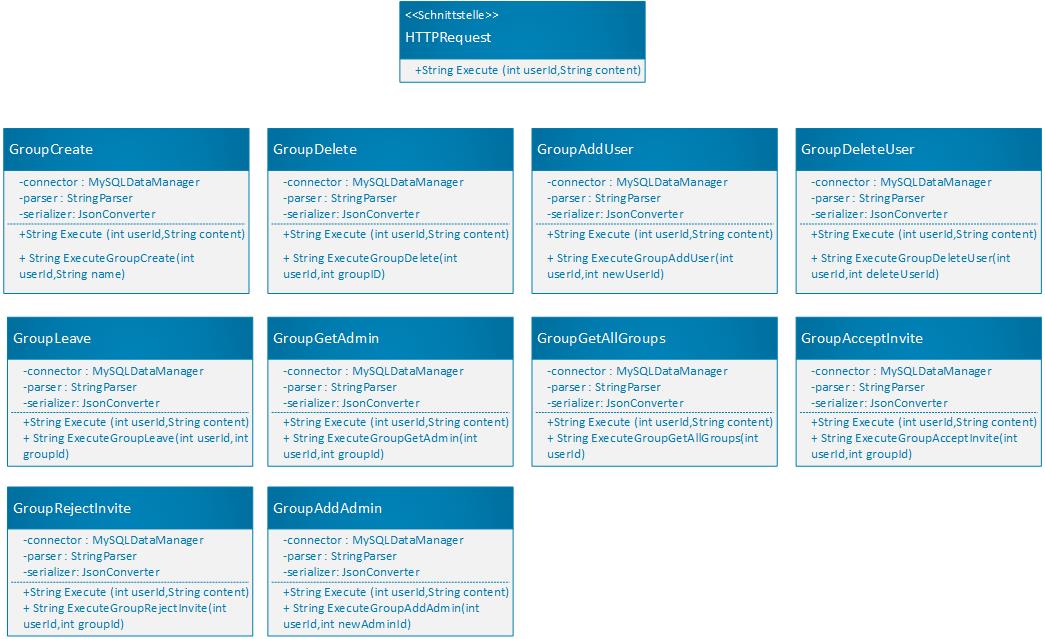 <<Schnittstelle>>
HTTPRequest
+String Execute (int userId,String content)
GroupCreate
-connector : MySQLDataManager
-parser : StringParser
-serializer: JsonConverter
+String Execute (int userId,String content)
+ String ExecuteGroupCreate(int
userId,String name)
GroupDelete
-connector : MySQLDataManager
-parser : StringParser
-serializer: JsonConverter
+String Execute (int userId,String content)
+ String ExecuteGroupDelete(int
userId,int groupID)
GroupAddUser
-connector : MySQLDataManager
-parser : StringParser
-serializer: JsonConverter
+String Execute (int userId,String content)
+ String ExecuteGroupAddUser(int
userId,int newUserId)
GroupDeleteUser
-connector : MySQLDataManager
-parser : StringParser
-serializer: JsonConverter
+String Execute (int userId,String content)
+ String ExecuteGroupDeleteUser(int
userId,int deleteUserId)
GroupLeave
-connector : MySQLDataManager
-parser : StringParser
-serializer: JsonConverter
+String Execute (int userId,String content)
+ String ExecuteGroupLeave(int userId,int
groupId)
GroupGetAdmin
-connector : MySQLDataManager
-parser : StringParser
-serializer: JsonConverter
+String Execute (int userId,String content)
+ String ExecuteGroupGetAdmin(int
userId,int groupId)
GroupGetAllGroups
-connector : MySQLDataManager
-parser : StringParser
-serializer: JsonConverter
+String Execute (int userId,String content)
+ String ExecuteGroupGetAllGroups(int
userId)
GroupAcceptInvite
-connector : MySQLDataManager
-parser : StringParser
-serializer: JsonConverter
+String Execute (int userId,String content)
+ String ExecuteGroupAcceptInvite(int
userId,int groupId)
GroupRejectInvite
-connector : MySQLDataManager
-parser : StringParser
-serializer: JsonConverter
+String Execute (int userId,String content)
+ String ExecuteGroupRejectInvite(int
userId,int groupId)
GroupAddAdmin
-connector : MySQLDataManager
-parser : StringParser
-serializer: JsonConverter
+String Execute (int userId,String content)
+ String ExecuteGroupAddAdmin(int
userId,int newAdminId)